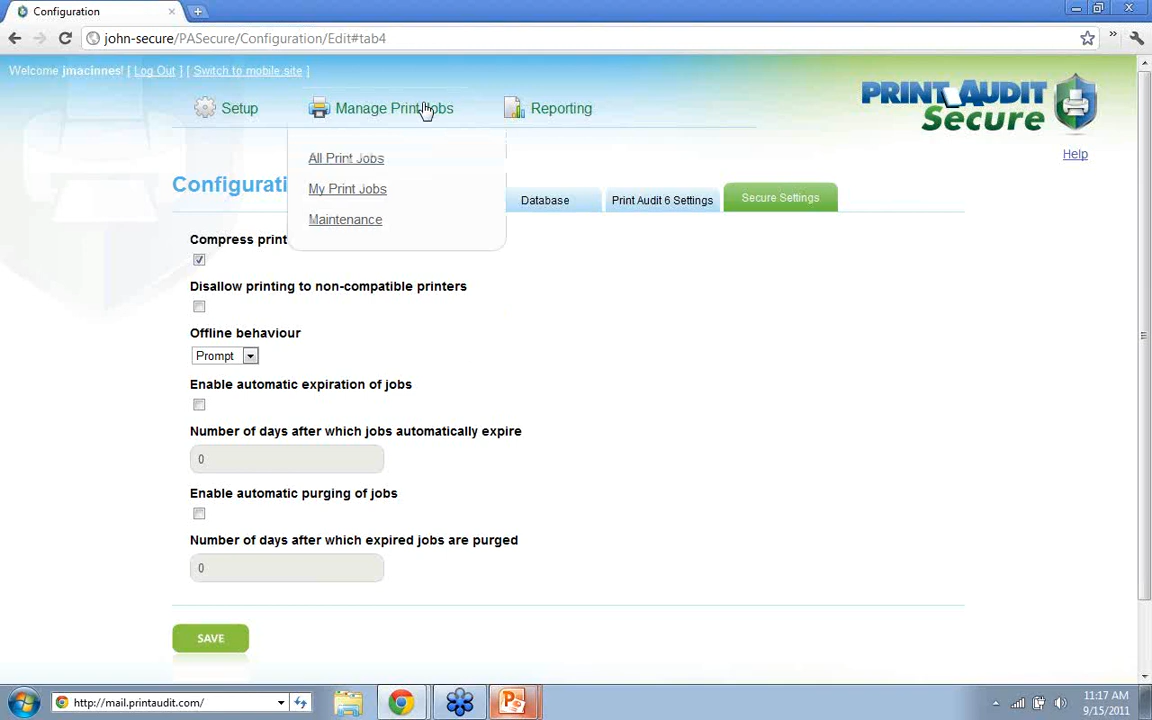 Configuration
john-secure/PASecure/Configuration/Edit#tab4
Welcome jmacinnes! [ Log Out ] [ Switch to mobile site ]
Setup
Manage Print Jobs
Reporting
PRINT AUDIT
Secure
Help
All Print Jobs
My Print Jobs
Maintenance
Configurati
Database
Print Audit 6 Settings
Secure Settings
Compress print
Disallow printing to non-compatible printers
Offline behaviour
Prompt
Enable automatic expiration of jobs
Number of days after which jobs automatically expire
0
Enable automatic purging of jobs
Number of days after which expired jobs are purged
0
SAVE
http://mail.printaudit.com/
11:17 AM
9/15/2011